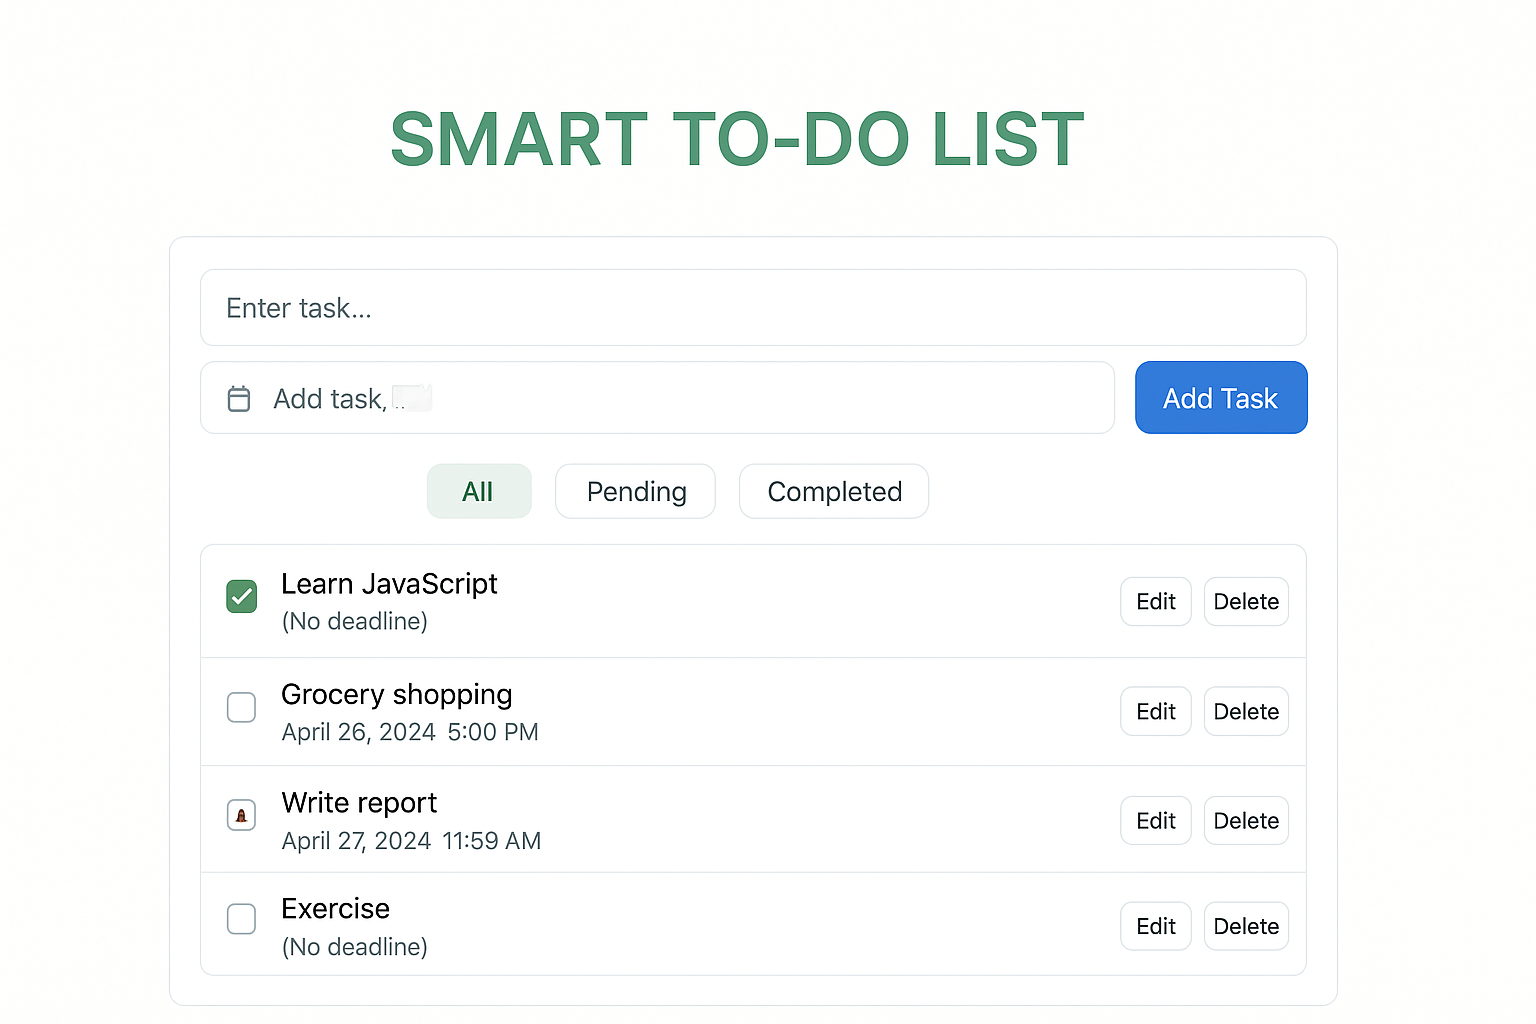 SMART TO-DO LIST
Enter task...
Add task,
Add Task
All Pending Completed
Learn JavaScript
(No deadline)
Edit Delete
Grocery shopping
April 26, 2024 5:00 PM
Edit Delete
Write report
April 27, 2024 11:59 AM
Edit Delete
Exercise
(No deadline)
Edit Delete